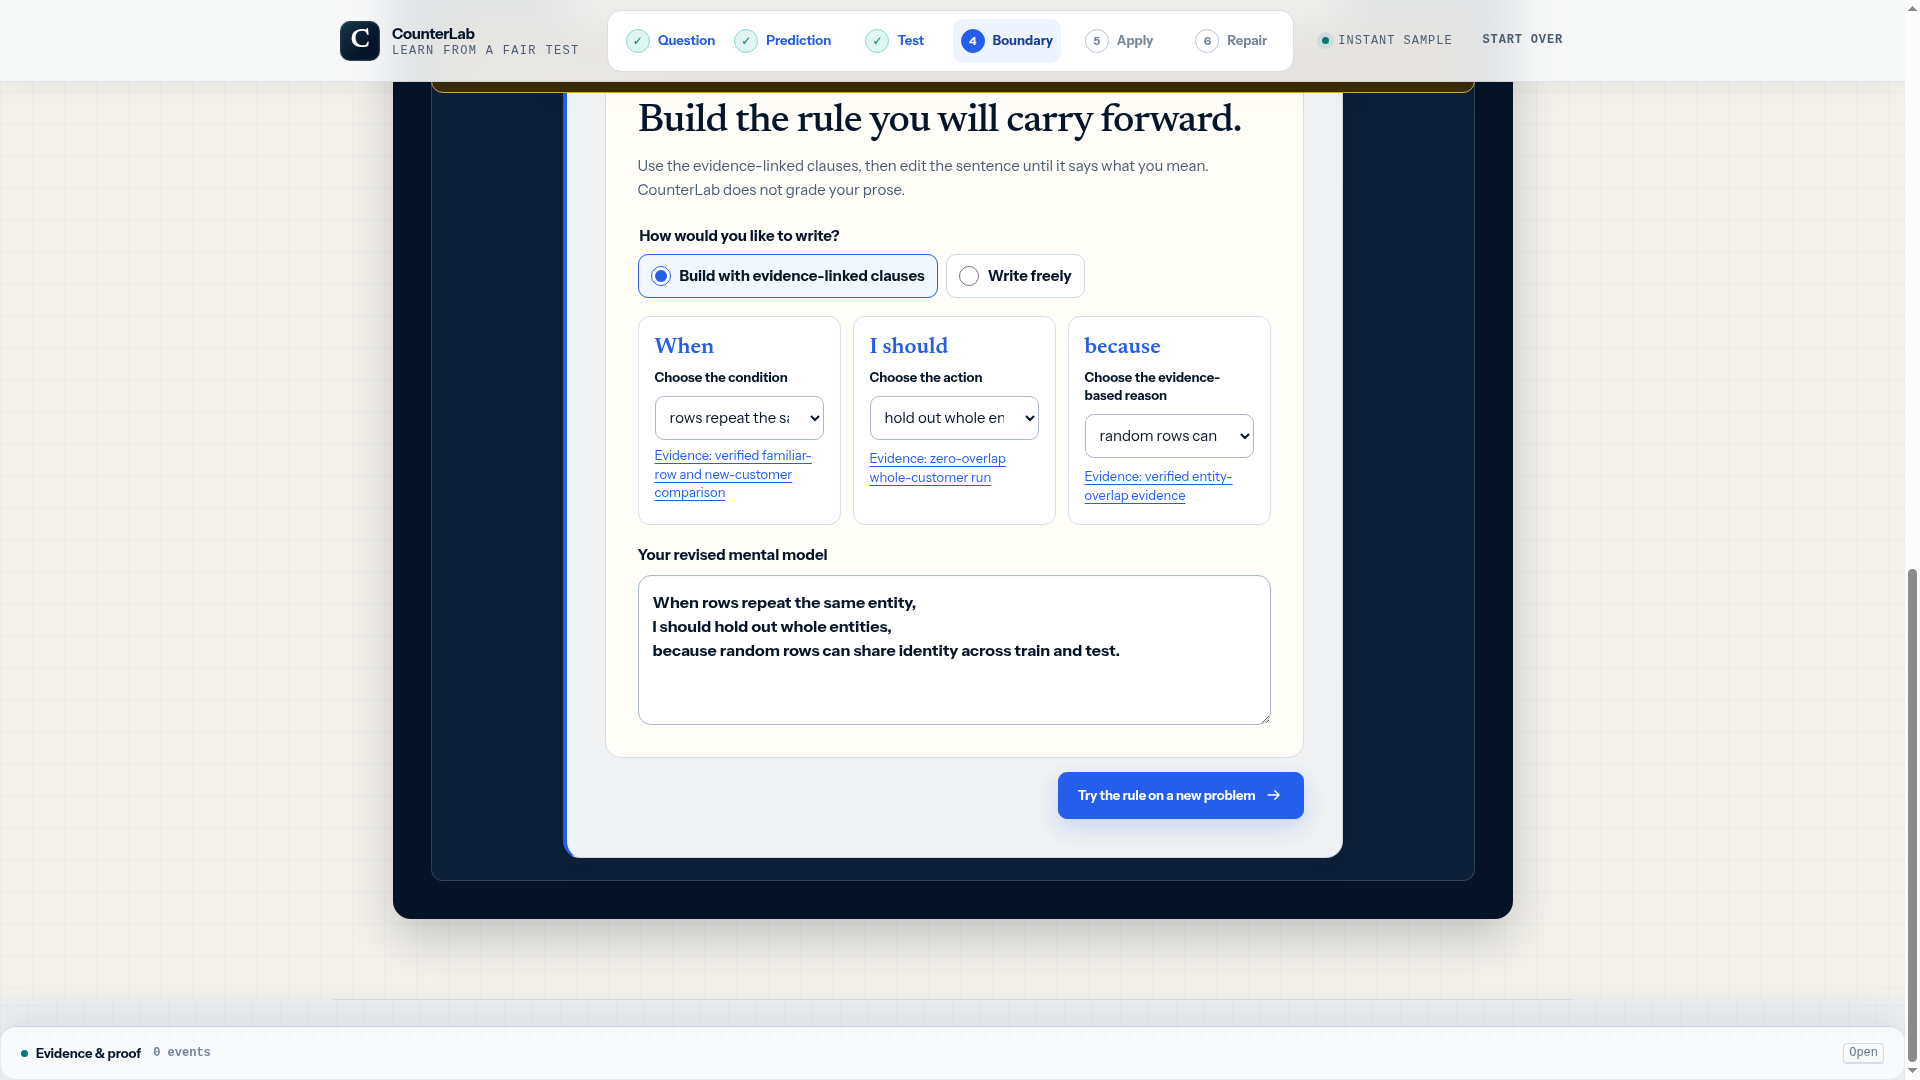 C
CounterLab
LEARN FROM A FAIR TEST
✓ Question
✓ Prediction
✓ Test
4 Boundary
5 Apply
6 Repair
INSTANT SAMPLE
START OVER
Build the rule you will carry forward.
Use the evidence-linked clauses, then edit the sentence until it says what you mean.
CounterLab does not grade your prose.
How would you like to write?
Build with evidence-linked clauses
Write freely
When
Choose the condition
rows repeat the sa
Evidence: verified familiar-
row and new-customer
comparison
I should
Choose the action
hold out whole en
Evidence: zero-overlap
whole-customer run
because
Choose the evidence-
based reason
random rows can
Evidence: verified entity-
overlap evidence
Your revised mental model
When rows repeat the same entity,
I should hold out whole entities,
because random rows can share identity across train and test.
Try the rule on a new problem →
Evidence & proof
0 events
Open